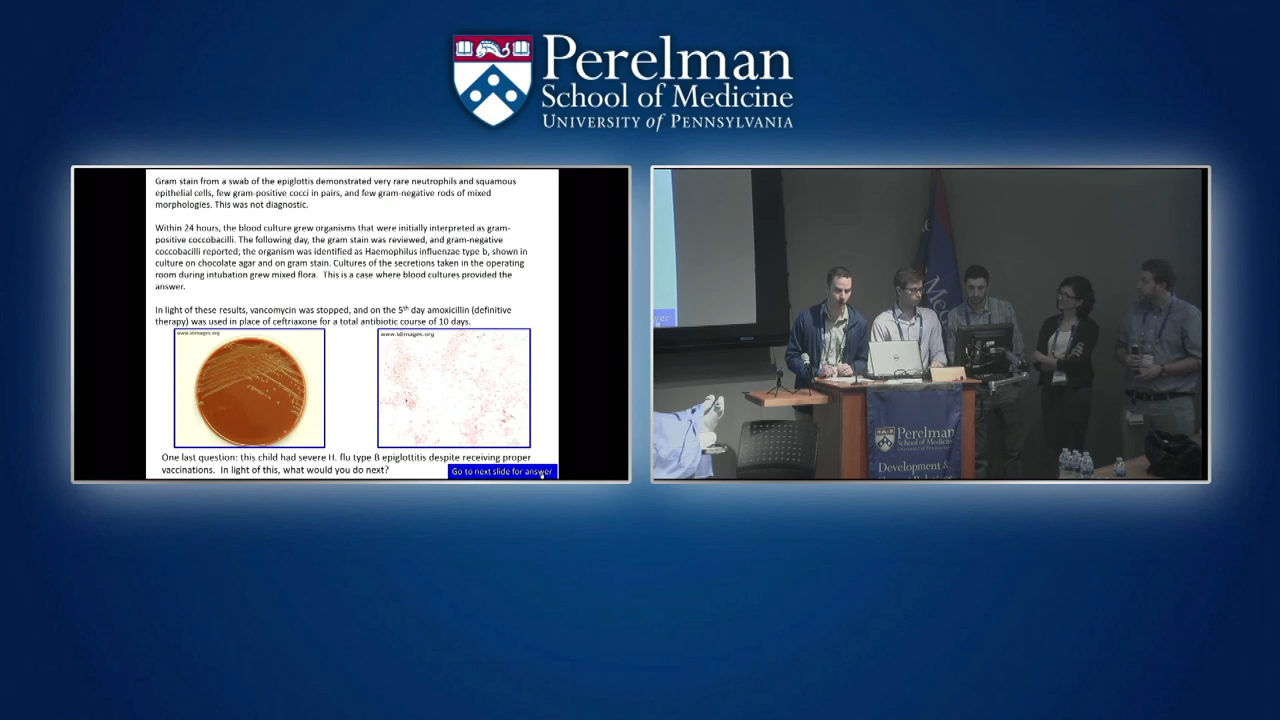 Perelman
School of Medicine
UNIVERSITY of PENNSYLVANIA
Gram stain from a swab of the epiglottis demonstrated very rare neutrophils and squamous
epithelial cells, few gram-positive cocci in pairs, and few gram-negative rods of mixed
morphologies. This was not diagnostic.
Within 24 hours, the blood culture grew organisms that were initially interpreted as gram-
positive coccobacilli. The following day, the gram stain was reviewed, and gram-negative
coccobacilli reported; the organism was identified as Haemophilus influenzae type b, shown in
culture on chocolate agar and on gram stain. Cultures of the secretions taken in the operating
room during intubation grew mixed flora. This is a case where blood cultures provided the
answer.
In light of these results, vancomycin was stopped, and on the 5th day amoxicillin (definitive
therapy) was used in place of ceftriaxone for a total antibiotic course of 10 days.
www.idimages.org
www.idimages.org
One last question: this child had severe H. flu type B epiglottitis despite receiving proper
vaccinations. In light of this, what would you do next?
Go to next slide for answer
wer
Me
Perelman
School of Medicine
Development &